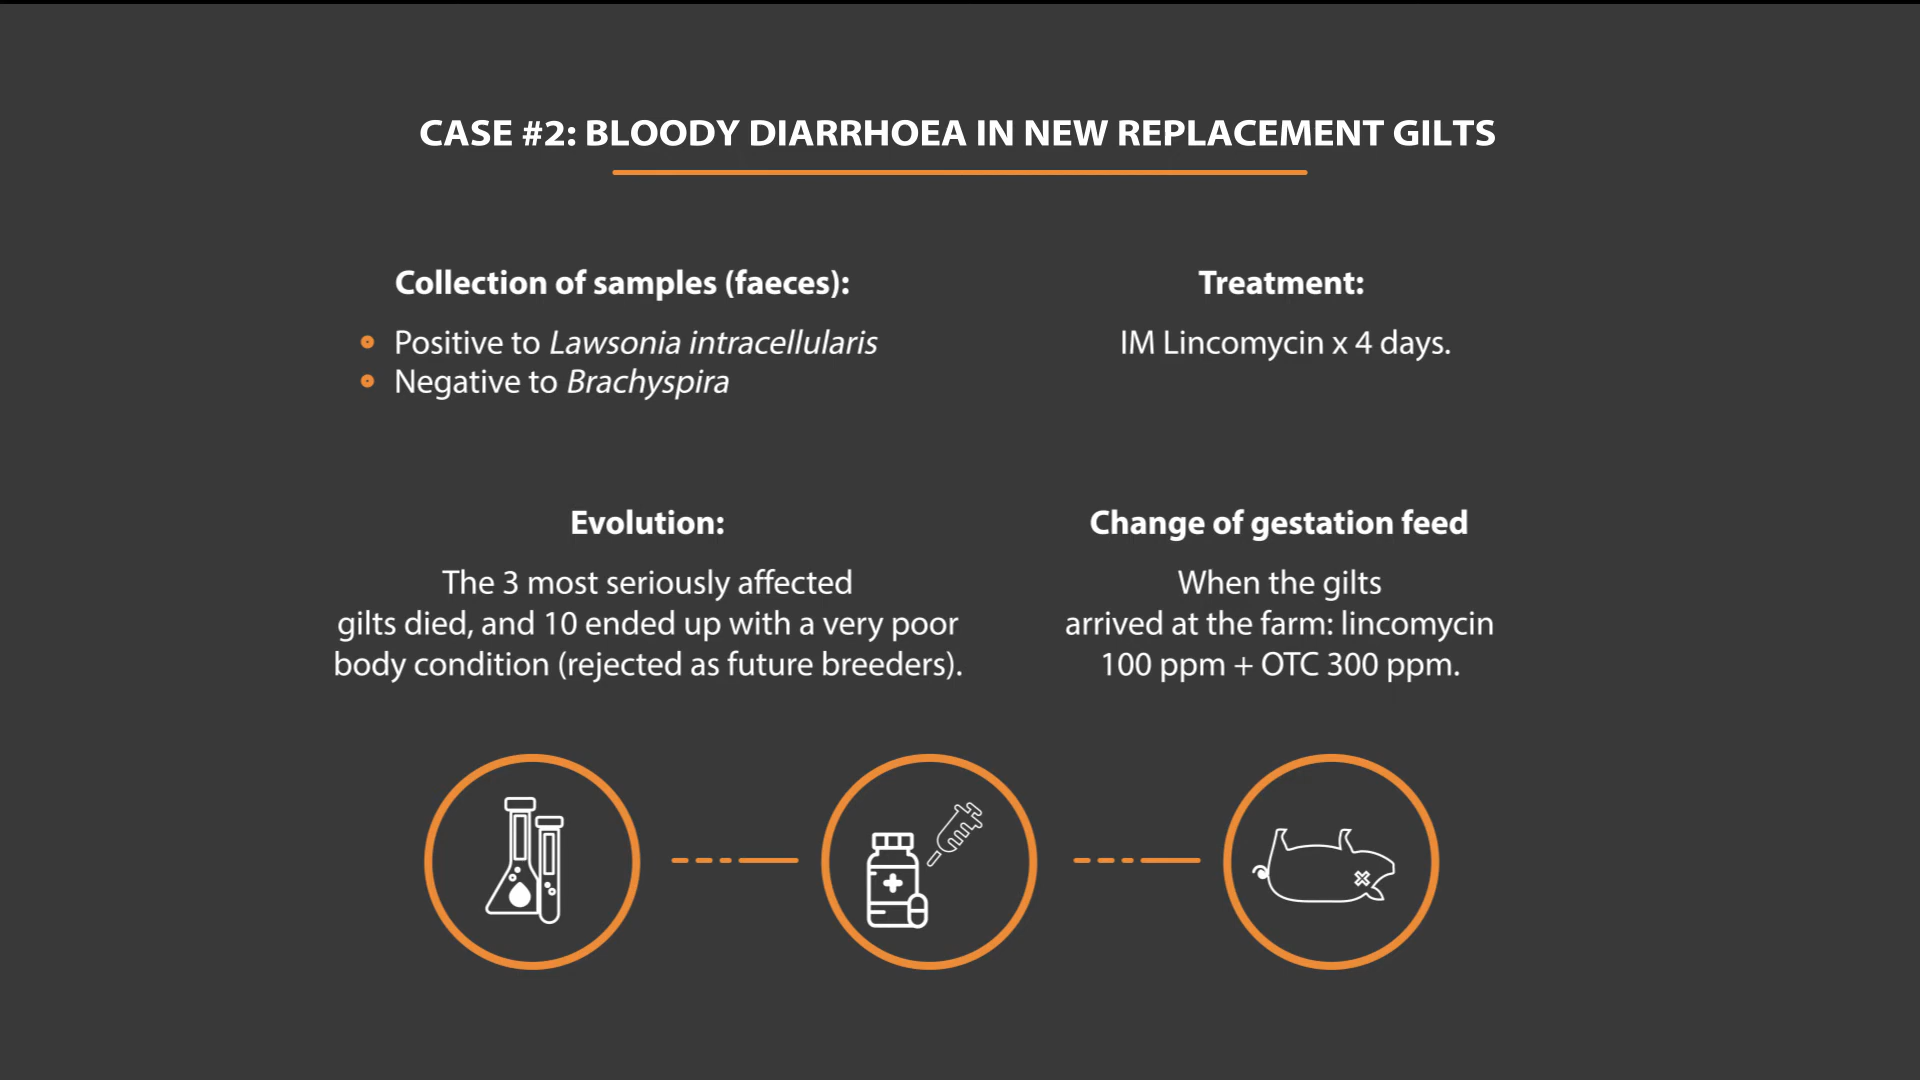 CASE #2: BLOODY DIARRHOEA IN NEW REPLACEMENT GILTS
Collection of samples (faeces):
Positive to Lawsonia intracellularis
Negative to Brachyspira
Treatment:
IM Lincomycin x 4 days.
Evolution:
The 3 most seriously affected
gilts died, and 10 ended up with a very poor
body condition (rejected as future breeders).
Change of gestation feed
When the gilts
arrived at the farm: lincomycin
100 ppm + OTC 300 ppm.